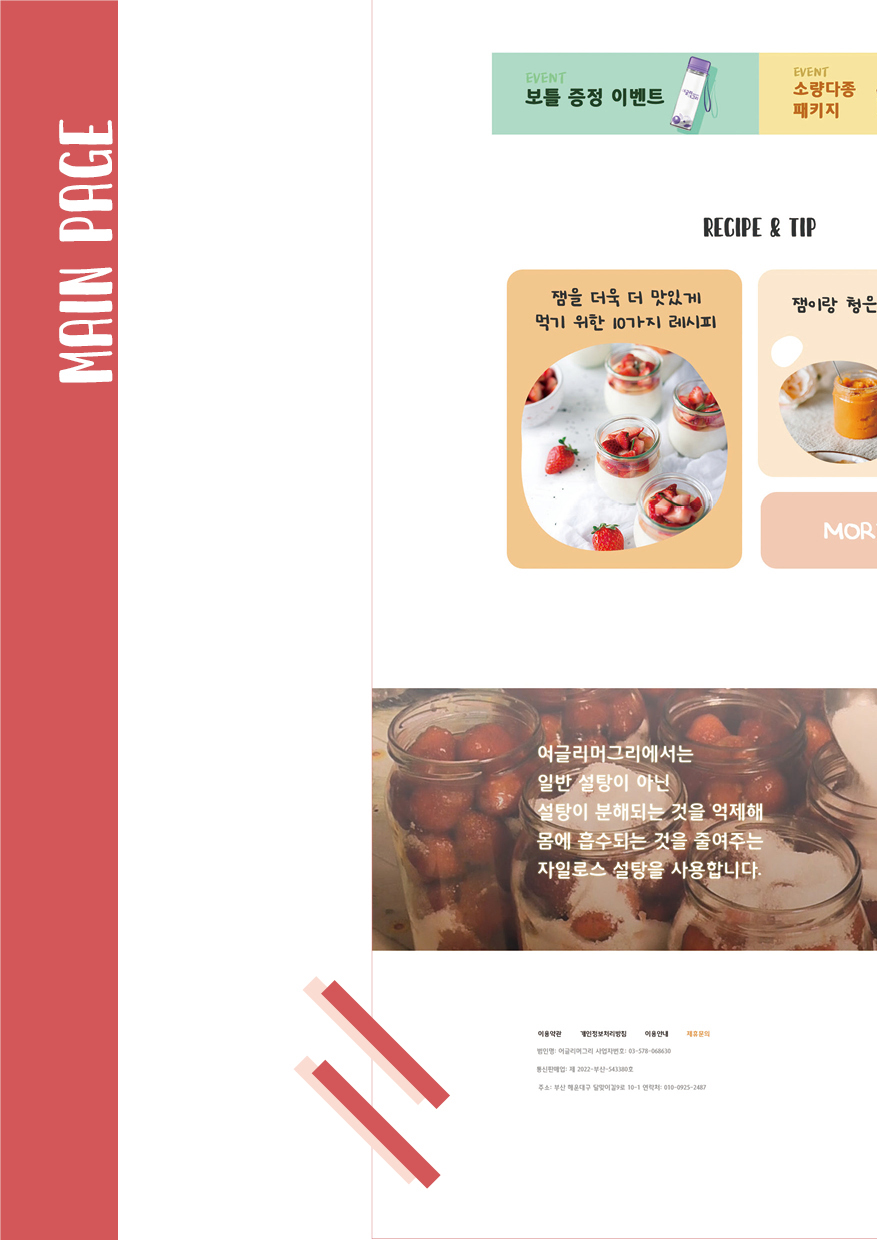 MAIN PAGE
EVENT
보틀 증정 이벤트
EVENT
소량다종
패키지
RECIPE & TIP
잼을 더욱 더 맛있게
먹기 위한 10가지 레시피
잼이랑 청은
MOR
여글리머그리에서는
일반 설탕이 아닌
설탕이 분해되는 것을 억제해
몸에 흡수되는 것을 줄여주는
자일로스 설탕을 사용합니다.
이용약관 개인정보처리방침 이용안내 제휴문의
법인명: 어글리머그리 사업자번호: 03-578-068630
통신판매업: 제 2022-부산-543380호
주소: 부산 해운대구 달맞이길9로 10-1 연락처: 010-0925-2487